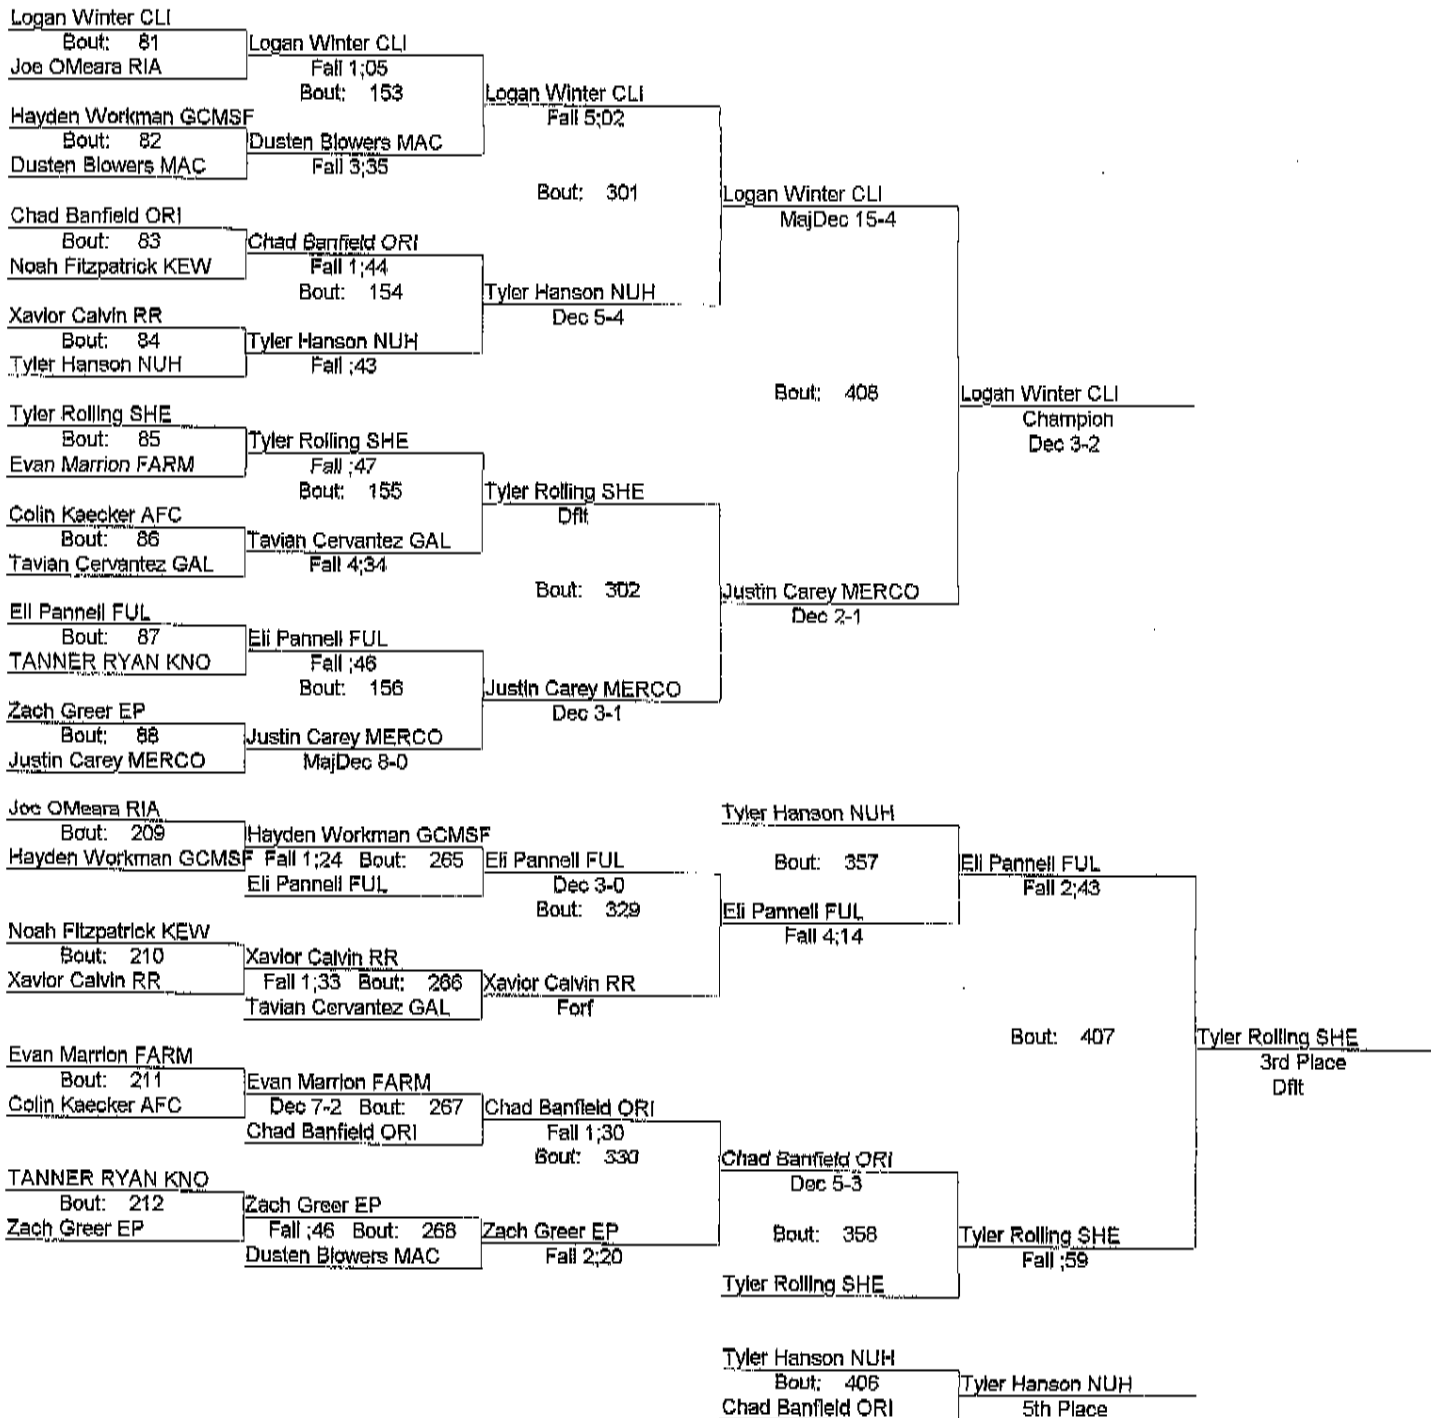 Logan Winter CLI
Bout: 81
Joe OMeara RIA
Logan Winter CLI
Fall 1;05
Bout: 153
Hayden Workman GCMSF
Bout: 82
Dusten Blowers MAC
Dusten Blowers MAC
Fall 3;35
Logan Winter CLI
Fall 5;02
Bout: 301
Chad Banfield ORI
Bout: 83
Noah Fitzpatrick KEW
Chad Banfield ORI
Fall 1;44
Bout: 154
Xavior Calvin RR
Bout: 84
Tyler Hanson NUH
Tyler Hanson NUH
Fall ;43
Tyler Hanson NUH
Dec 5-4
Logan Winter CLI
MajDec 15-4
Bout: 408
Logan Winter CLI
Champion
Dec 3-2
Tyler Rolling SHE
Bout: 85
Evan Marrion FARM
Tyler Rolling SHE
Fall ;47
Bout: 155
Colin Kaecker AFC
Bout: 86
Tavian Cervantez GAL
Tavian Cervantez GAL
Fall 4;34
Tyler Rolling SHE
Dflt
Bout: 302
Eli Pannell FUL
Bout: 87
TANNER RYAN KNO
Eli Pannell FUL
Fall ;46
Bout: 156
Zach Greer EP
Bout: 88
Justin Carey MERCO
Justin Carey MERCO
MajDec 8-0
Justin Carey MERCO
Dec 3-1
Justin Carey MERCO
Dec 2-1
Joe OMeara RIA
Bout: 209
Hayden Workman GCMSF
Hayden Workman GCMSF
Fall 1;24 Bout: 265
Eli Pannell FUL
Eli Pannell FUL
Dec 3-0
Bout: 329
Noah Fitzpatrick KEW
Bout: 210
Xavior Calvin RR
Xavior Calvin RR
Fall 1;33 Bout: 266
Tavian Cervantez GAL
Xavior Calvin RR
Forf
Tyler Hanson NUH
Bout: 357
Eli Pannell FUL
Fall 4;14
Eli Pannell FUL
Fall 2;43
Bout: 407
Tyler Rolling SHE
3rd Place
Dflt
Evan Marrion FARM
Bout: 211
Colin Kaecker AFC
Evan Marrion FARM
Dec 7-2 Bout: 267
Chad Banfield ORI
Chad Banfield ORI
Fall 1;30
Bout: 330
TANNER RYAN KNO
Bout: 212
Zach Greer EP
Zach Greer EP
Fall ;46 Bout: 268
Dusten Blowers MAC
Zach Greer EP
Fall 2;20
Chad Banfield ORI
Dec 5-3
Bout: 358
Tyler Rolling SHE
Tyler Rolling SHE
Fall ;59
Tyler Hanson NUH
Bout: 406
Chad Banfield ORI
Tyler Hanson NUH
5th Place